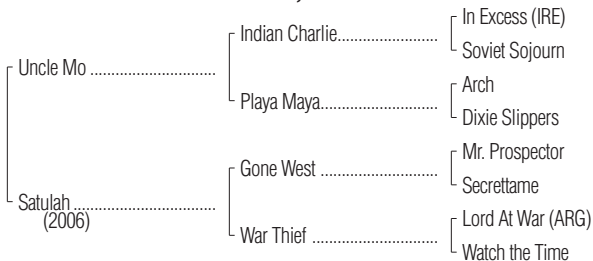 In Excess (IRE)
Indian Charlie....................
Soviet Sojourn
Uncle Mo .........................
Arch
Playa Maya.......................
Dixie Slippers
Mr. Prospector
Gone West .......................
Secrettame
Satulah ............................
(2006)
Lord At War (ARG)
War Thief .........................
Watch the Time